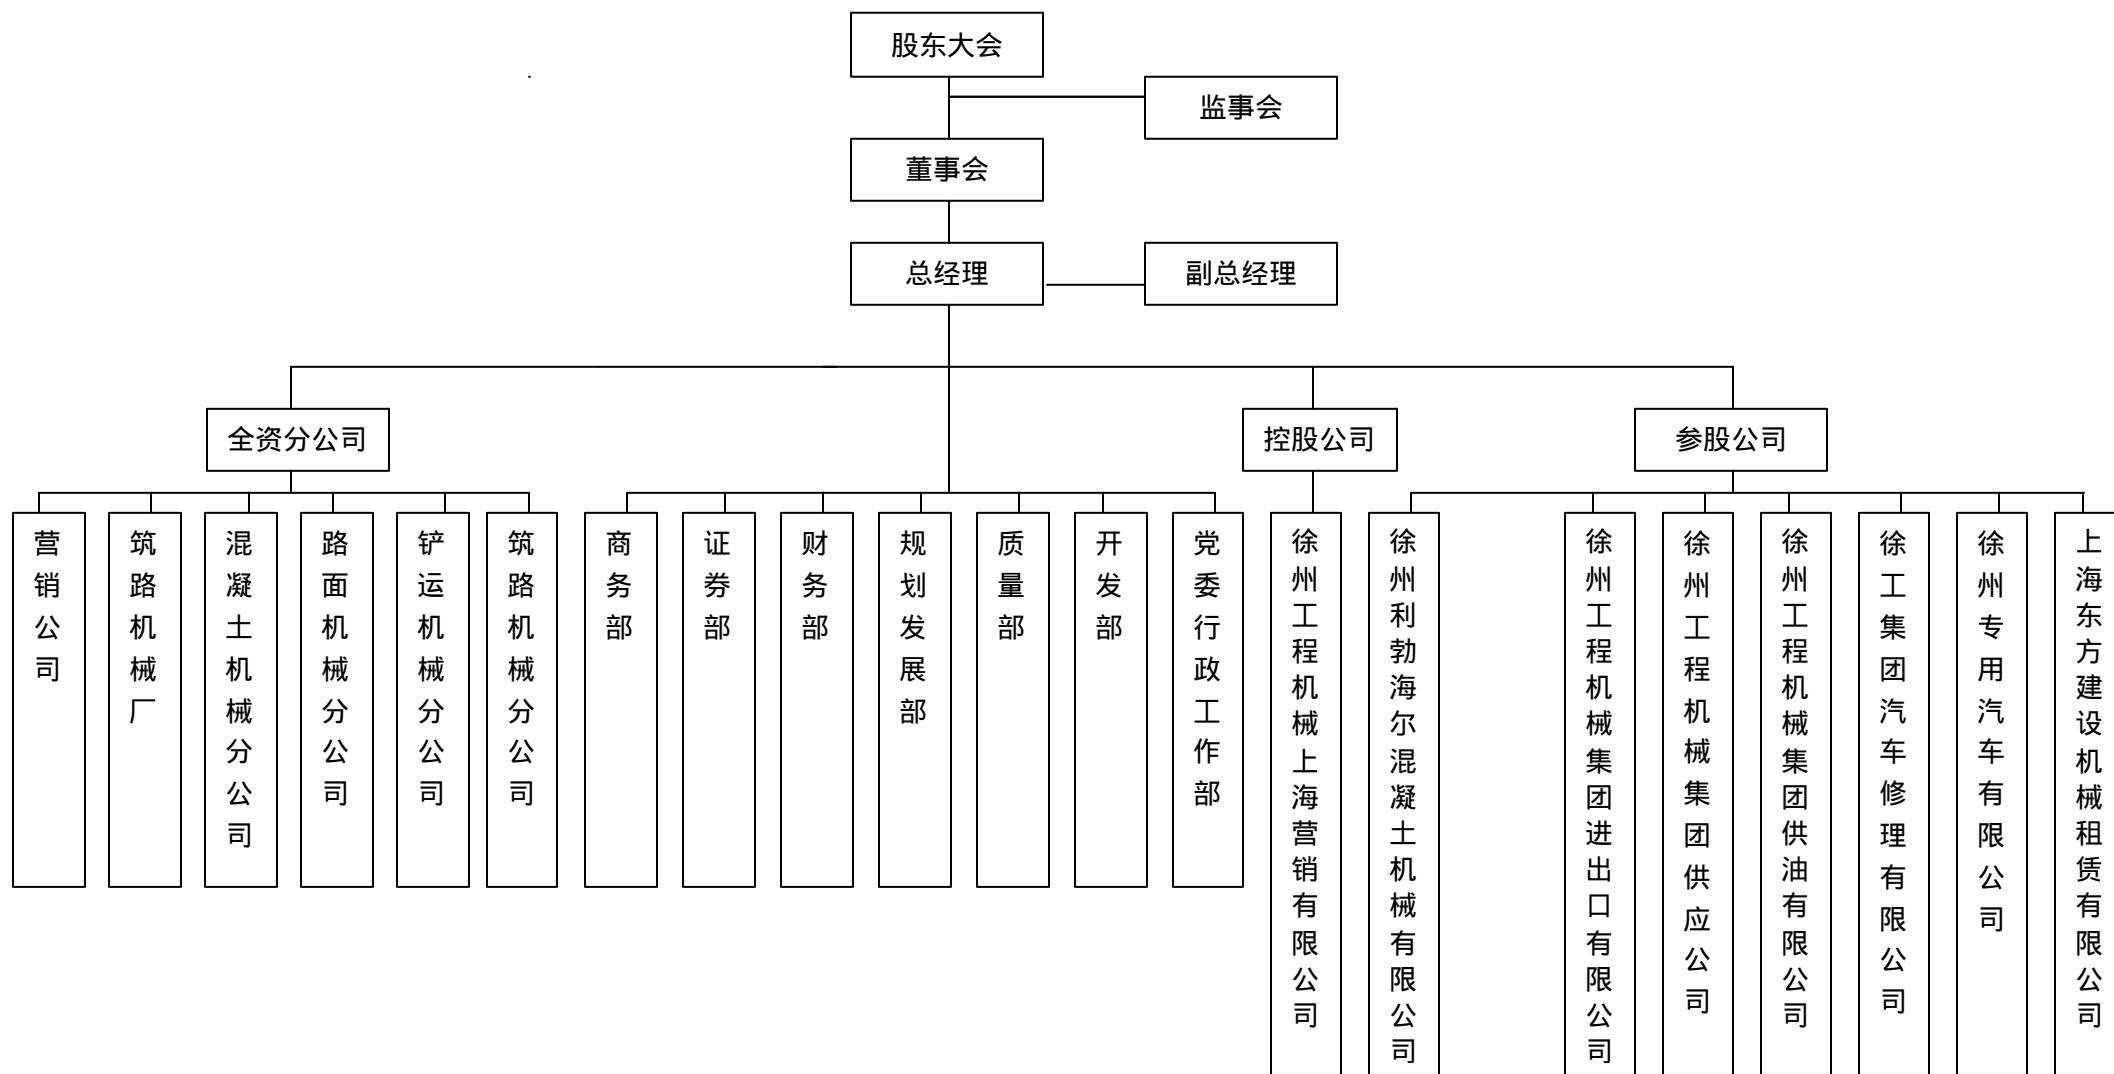 股东大会
监事会
董事会
总经理
副总经理
全资分公司
控股公司
参股公司
营销公司
筑路机械厂
混凝土机械分公司
路面机械分公司
铲运机械分公司
筑路机械分公司
商务部
证券部
财务部
规划发展部
质量部
开发部
党委行政工作部
徐州工程机械上海营销有限公司
徐州利勃海尔混凝土机械有限公司
徐州工程机械集团进出口有限公司
徐州工程机械集团供应公司
徐州工程机械集团供油有限公司
徐工集团汽车修理有限公司
徐州专用汽车有限公司
上海东方建设机械租赁有限公司